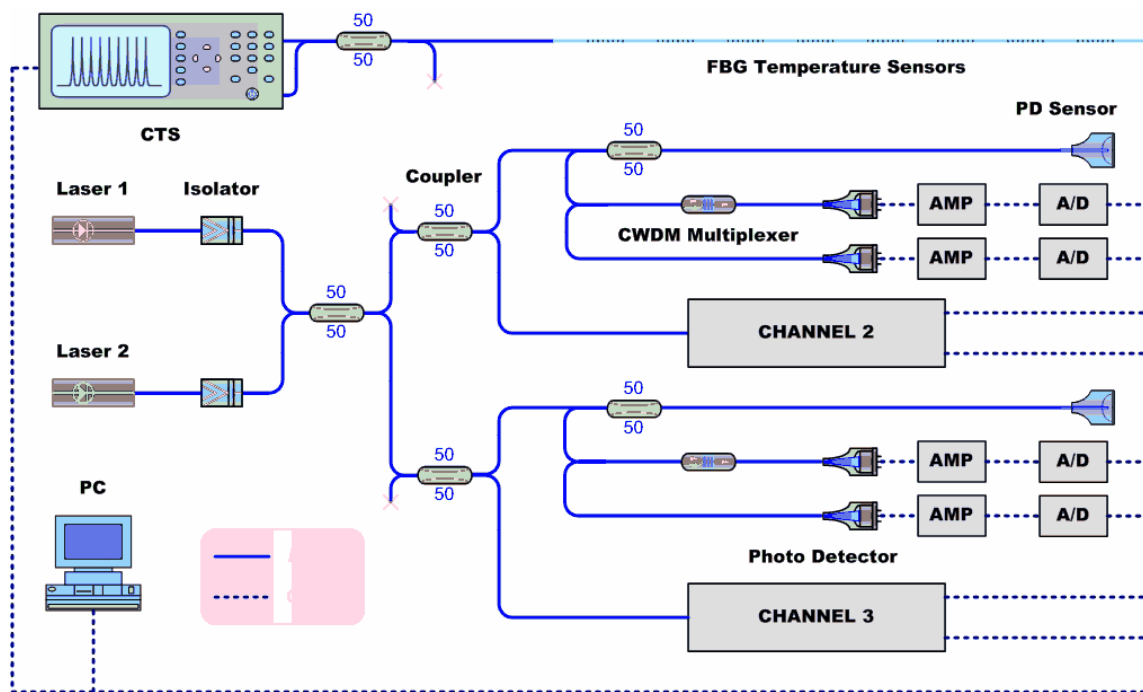 50
50
FBG Temperature Sensors
CTS
PD Sensor
50
50
Laser 1
Isolator
Coupler
50
50
AMP
A/D
CWDM Multiplexer
AMP
A/D
50
50
CHANNEL 2
Laser 2
50
50
50
50
AMP
A/D
PC
AMP
A/D
Photo Detector
CHANNEL 3